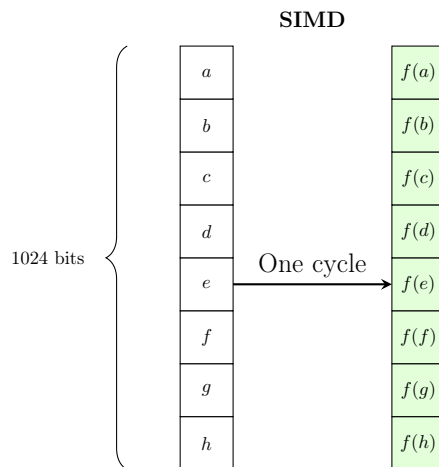 SIMD
a f(a)
b f(b)
c f(c)
d f(d)
1024 bits
One cycle
e f(e)
f f(f)
g f(g)
h f(h)